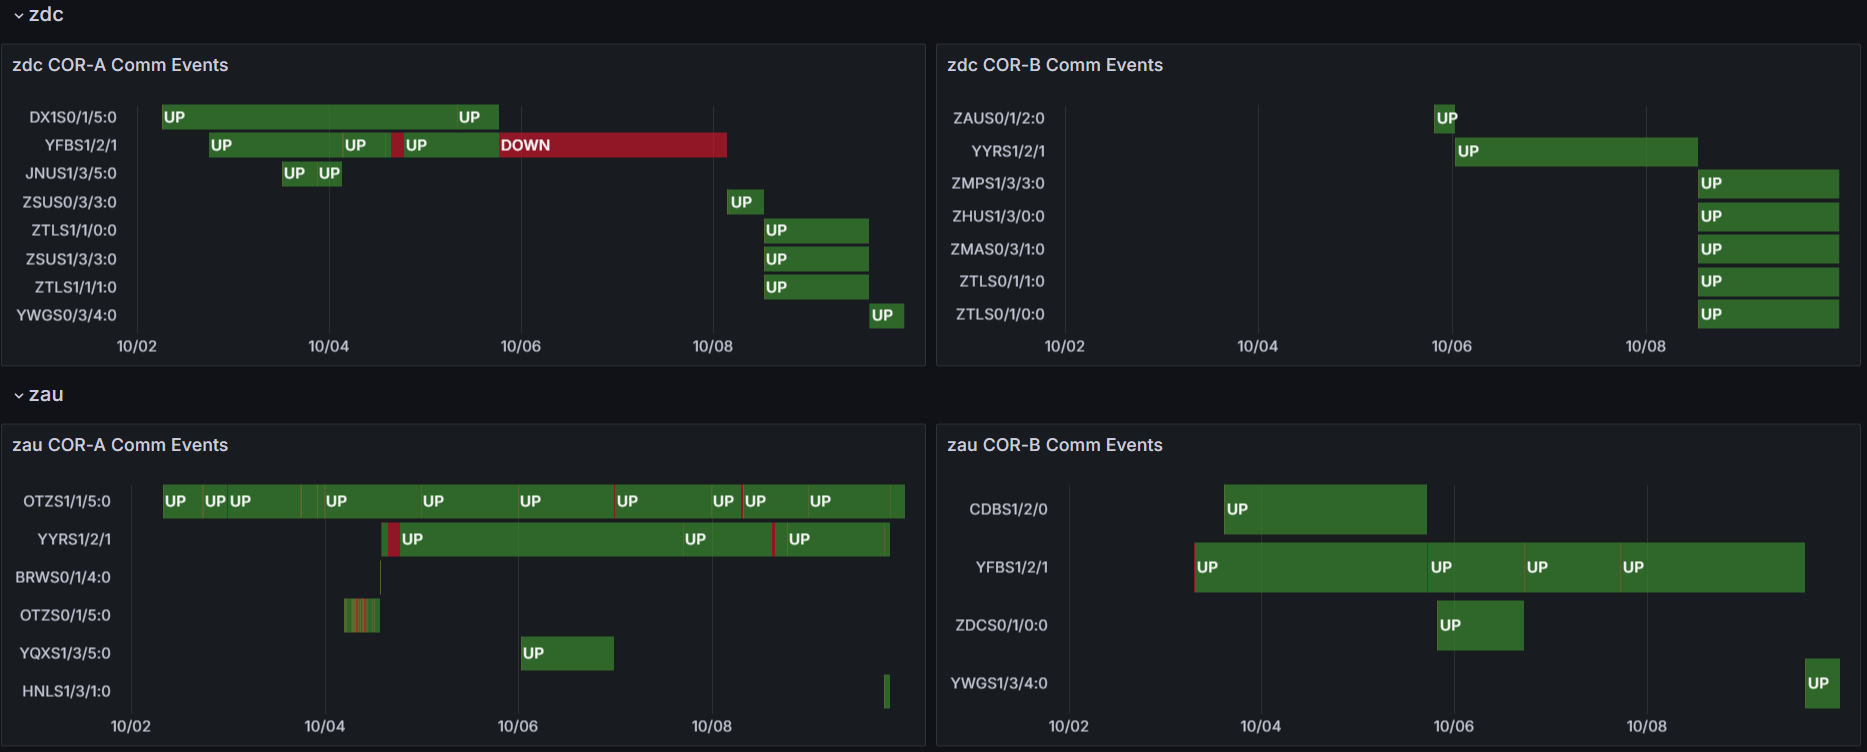 zdc
zdc COR-A Comm Events
DX1S0/1/5:0 UP UP
YFBS1/2/1 UP UP UP DOWN
JNUS1/3/5:0 UP UP
ZSUS0/3/3:0 UP
ZTLS1/1/0:0 UP
ZSUS1/3/3:0 UP
ZTLS1/1/1:0 UP
YWGS0/3/4:0 UP
10/02 10/04 10/06 10/08
zdc COR-B Comm Events
ZAUS0/1/2:0 UP
YYRS1/2/1 UP
ZMPS1/3/3:0 UP
ZHUS1/3/0:0 UP
ZMAS0/3/1:0 UP
ZTLS0/1/1:0 UP
ZTLS0/1/0:0 UP
10/02 10/04 10/06 10/08
zau
zau COR-A Comm Events
OTZS1/1/5:0 UP UP UP UP UP UP UP UP UP UP
YYRS1/2/1 UP UP UP
BRWS0/1/4:0
OTZS0/1/5:0
YQXS1/3/5:0 UP
HNLS1/3/1:0
10/02 10/04 10/06 10/08
zau COR-B Comm Events
CDBS1/2/0 UP
YFBS1/2/1 UP UP UP UP
ZDCS0/1/0:0 UP
YWGS1/3/4:0 UP
10/02 10/04 10/06 10/08